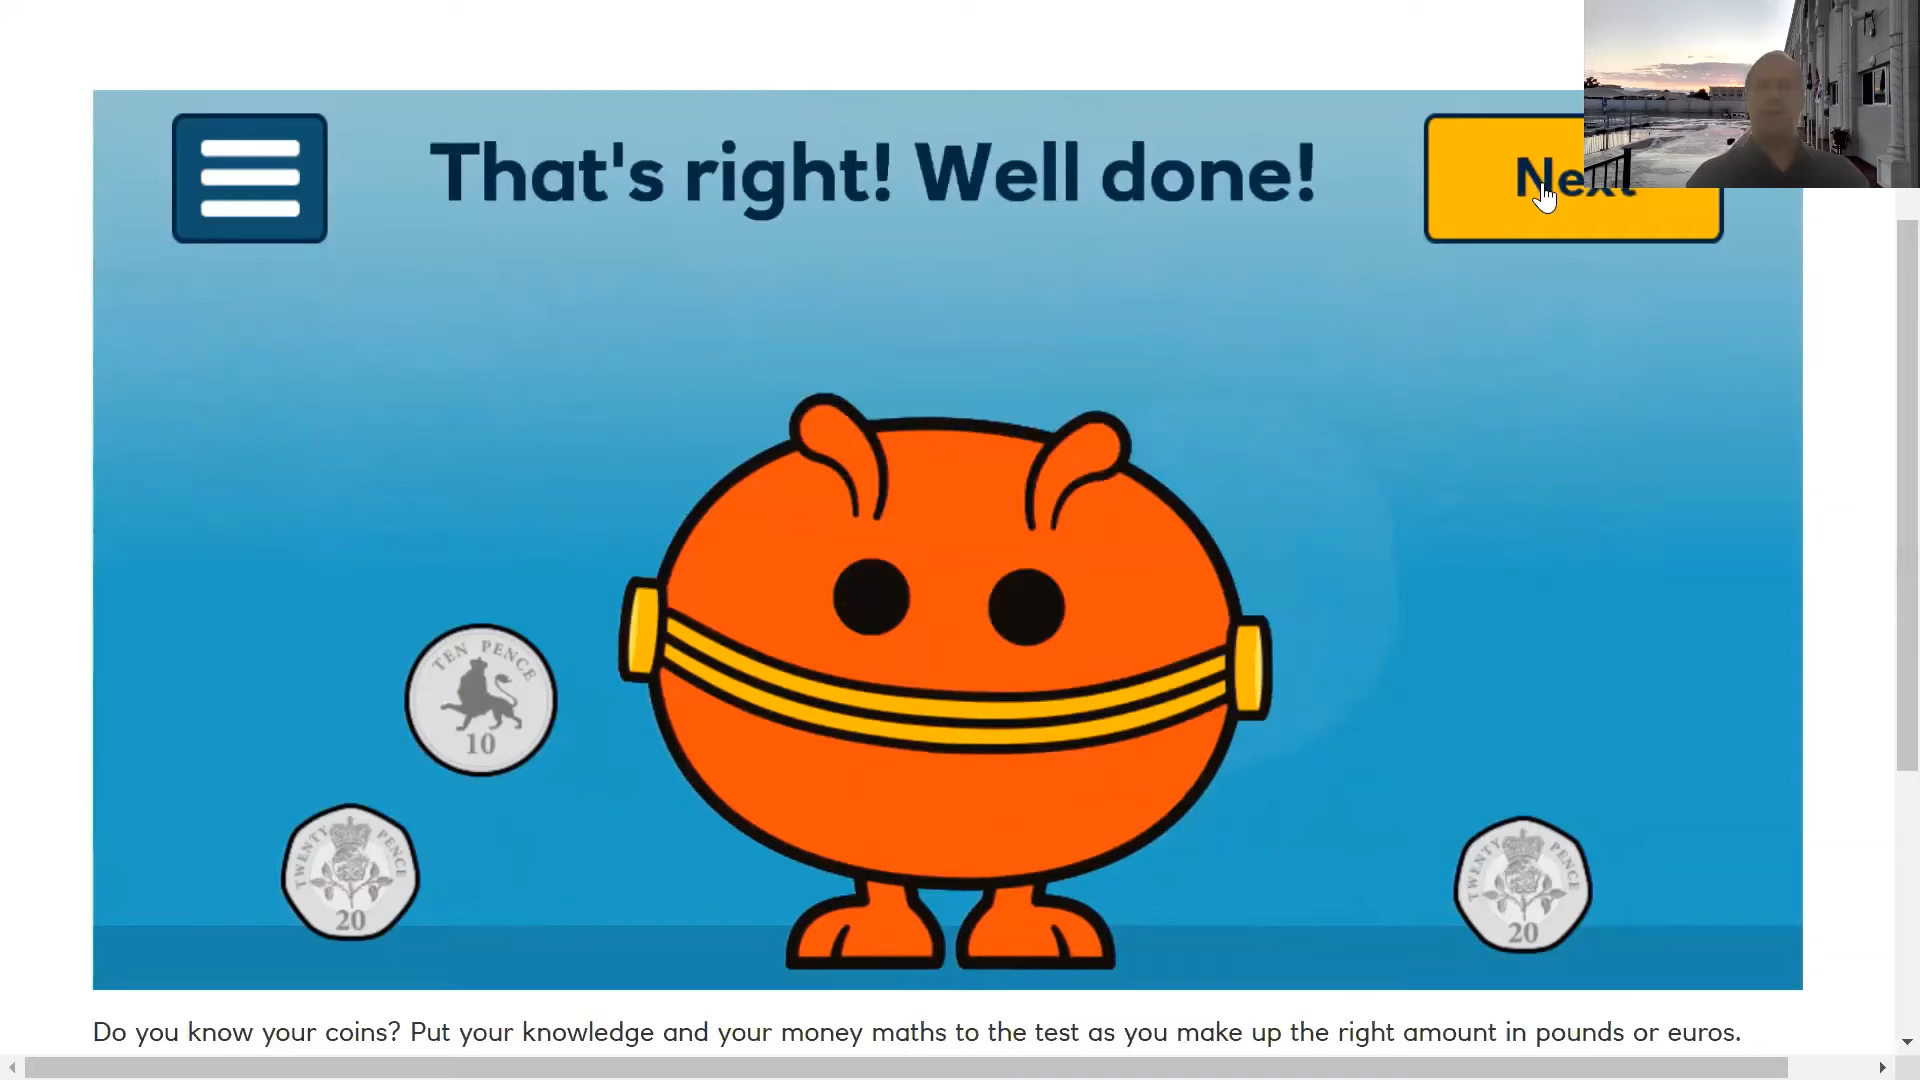 That's right! Well done!
Next
TEN PENCE
10
TWENTY PENCE
20
TWENTY PENCE
20
Do you know your coins? Put your knowledge and your money maths to the test as you make up the right amount in pounds or euros.